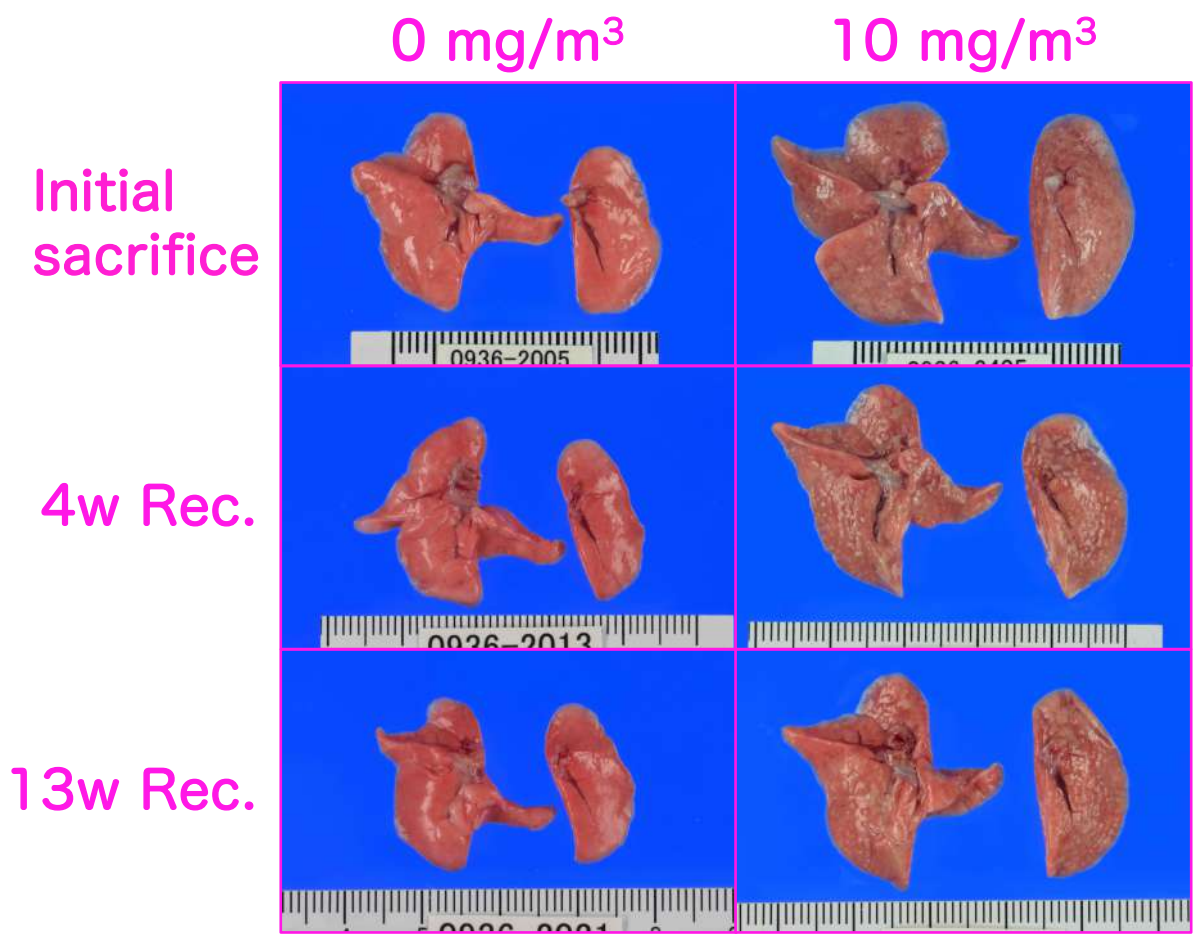 0 mg/m³
10 mg/m³
Initial
sacrifice
0936-2005
4w Rec.
0936-2013
13w Rec.